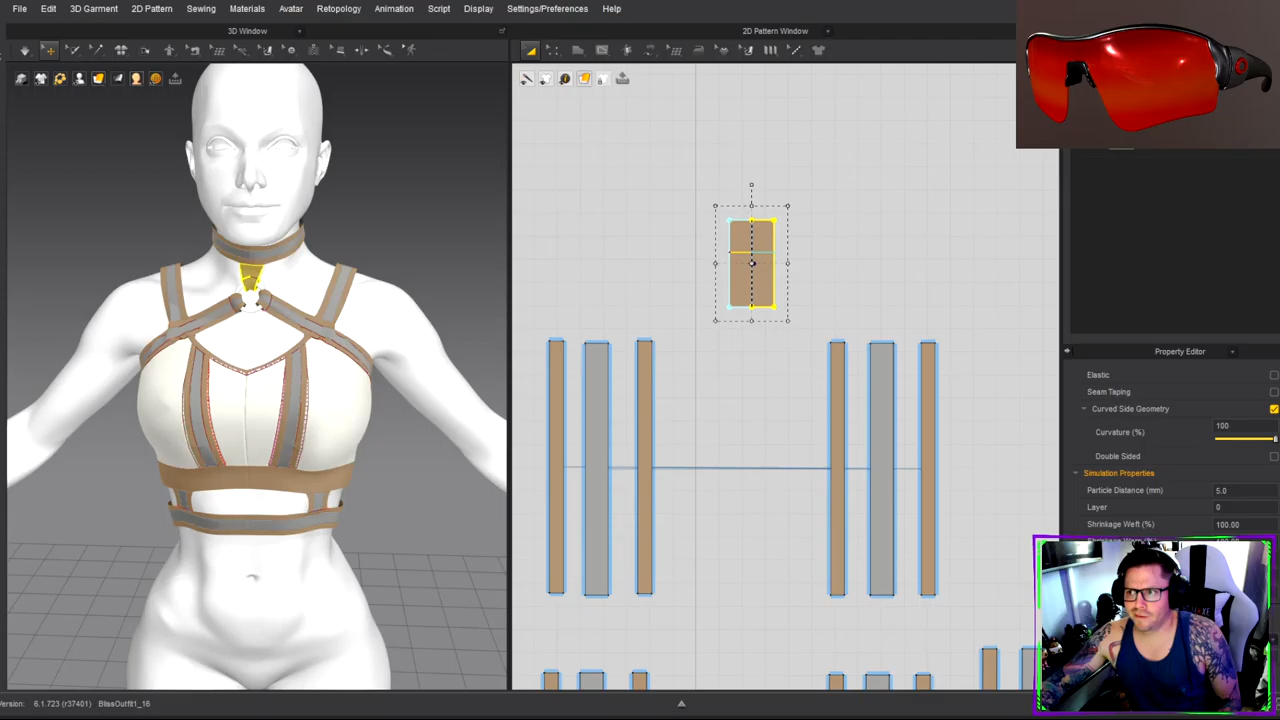 File Edit 3D Garment 2D Pattern Sewing Materials Avatar Retopology Animation Script Display Settings/Preferences Help
3D Window
2D Pattern Window
Property Editor
Elastic
Seam Taping
Curved Side Geometry
Curvature (%) 100
Double Sided
Simulation Properties
Particle Distance (mm) 5.0
Layer 0
Shrinkage Weft (%) 100.00
Version: 6.1.723 (r37401) BlissOutfit1_16